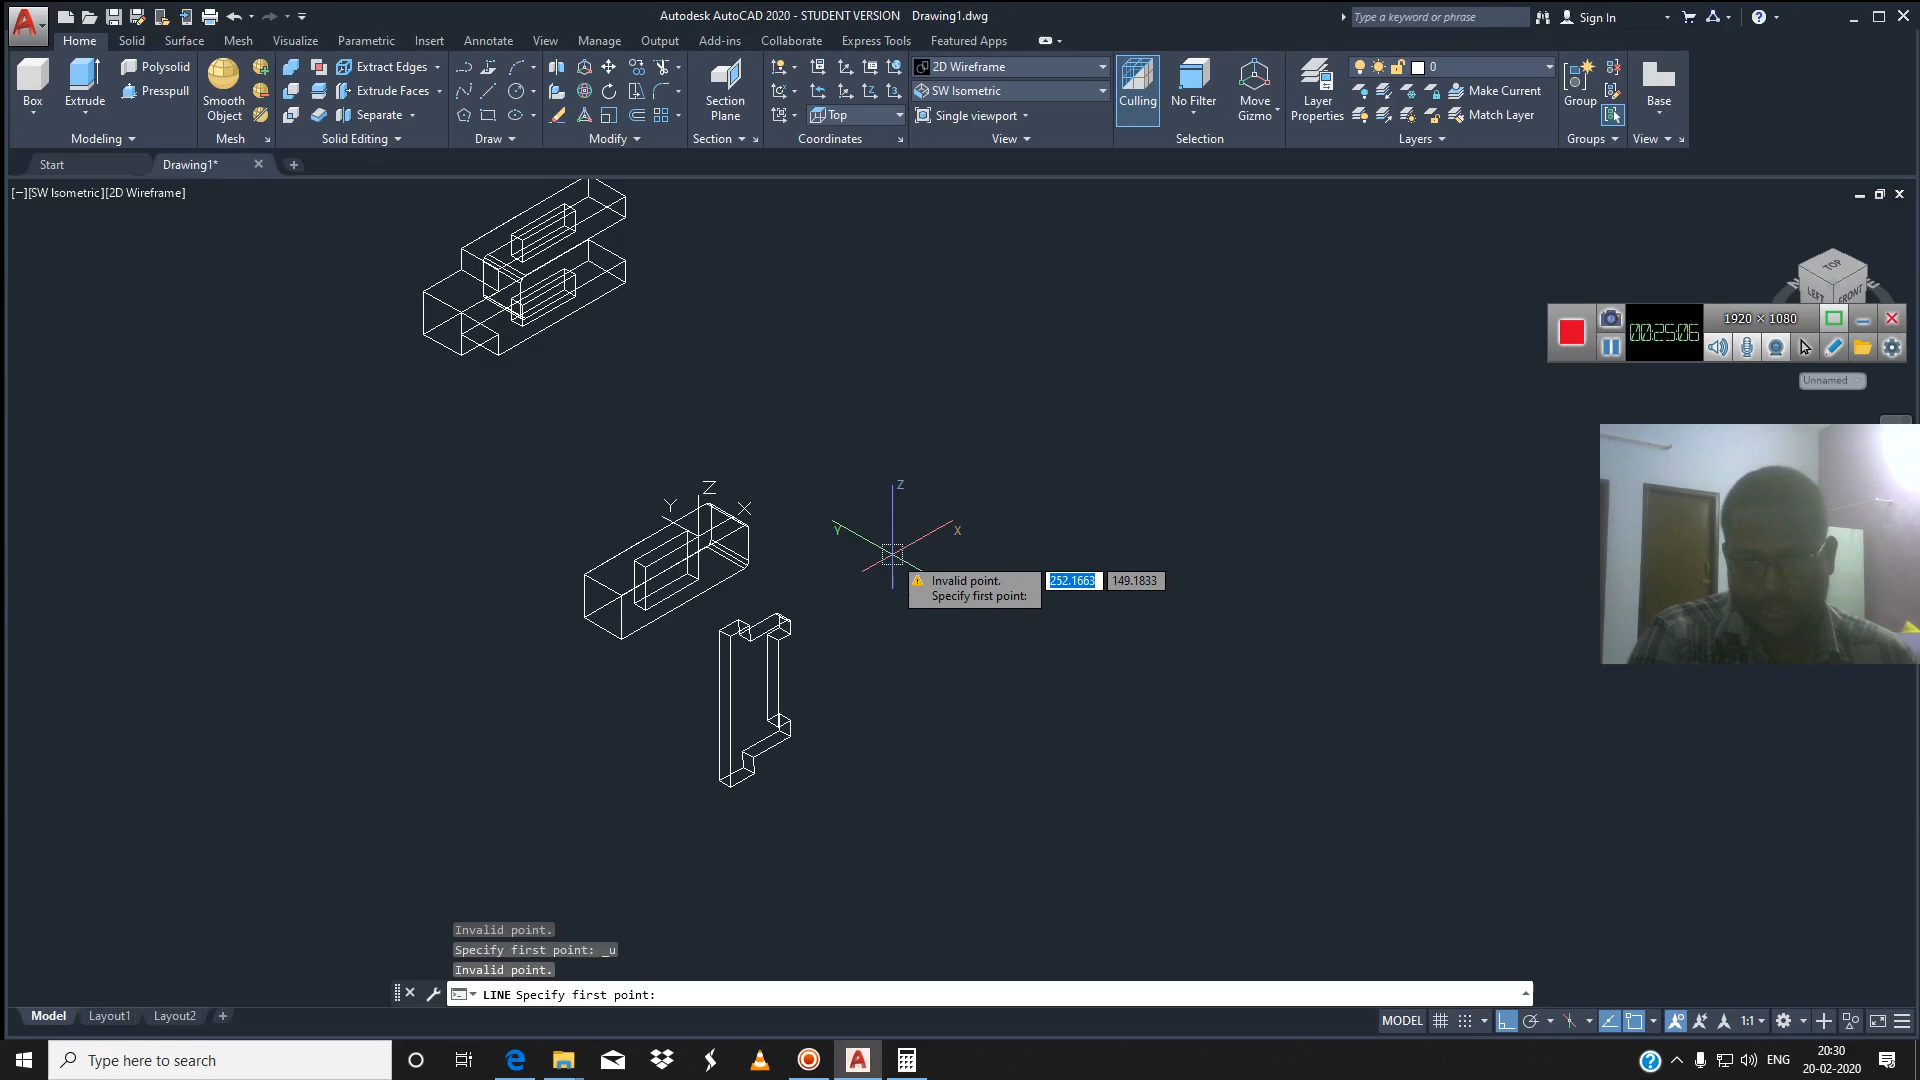 Autodesk AutoCAD 2020 - STUDENT VERSION Drawing1.dwg
Type a keyword or phrase
Sign In
Home Solid Surface Mesh Visualize Parametric Insert Annotate View Manage Output Add-ins Collaborate Express Tools Featured Apps
Box
Extrude
Polysolid
Presspull
Modeling
Smooth
Object
Mesh
Extract Edges
Extrude Faces
Separate
Solid Editing
Draw
Modify
Section
Plane
Section
Top
Coordinates
2D Wireframe
SW Isometric
Single viewport
View
Culling
No Filter
Move
Gizmo
Selection
Layer
Properties
0
Make Current
Match Layer
Layers
Group
Groups
Base
View
Start
Drawing1*
[−][SW Isometric][2D Wireframe]
TOP
LEFT
FRONT
00:25:06
1920 × 1080
Unnamed
Z
Y
X
Z
Y
X
Invalid point.
Specify first point:
252.1663
149.1833
Invalid point.
Specify first point: _u
Invalid point.
LINE Specify first point:
Model Layout1 Layout2
MODEL
1:1
Type here to search
ENG
20:30
20-02-2020